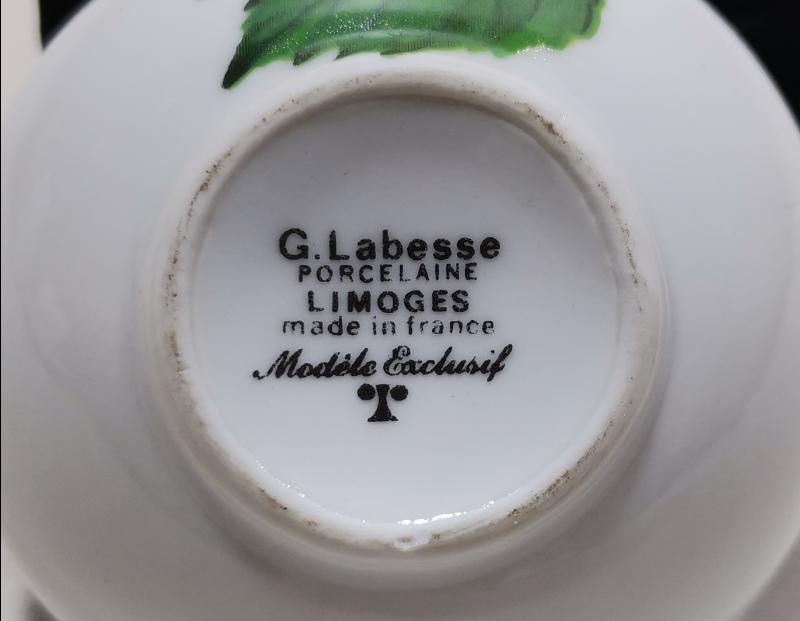 G.Labesse
PORCELAINE
LIMOGES
made in france
Modèle Exclusif